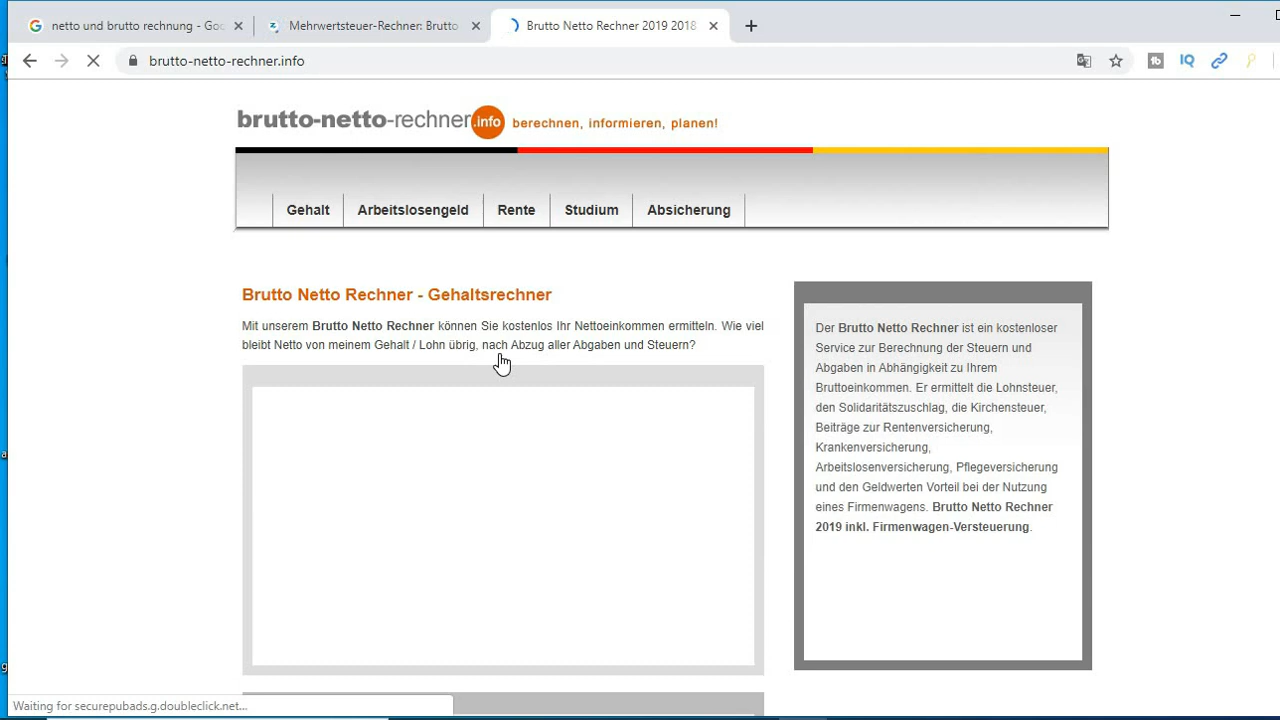 netto und brutto rechnung - Goo
Mehrwertsteuer-Rechner: Brutto
Brutto Netto Rechner 2019 2018
brutto-netto-rechner.info
IQ
brutto-netto-rechner.info berechnen, informieren, planen!
Gehalt Arbeitslosengeld Rente Studium Absicherung
Brutto Netto Rechner - Gehaltsrechner
Mit unserem Brutto Netto Rechner können Sie kostenlos Ihr Nettoeinkommen ermitteln. Wie viel
bleibt Netto von meinem Gehalt / Lohn übrig, nach Abzug aller Abgaben und Steuern?
Der Brutto Netto Rechner ist ein kostenloser
Service zur Berechnung der Steuern und
Abgaben in Abhängigkeit zu Ihrem
Bruttoeinkommen. Er ermittelt die Lohnsteuer,
den Solidaritätszuschlag, die Kirchensteuer,
Beiträge zur Rentenversicherung,
Krankenversicherung,
Arbeitslosenversicherung, Pflegeversicherung
und den Geldwerten Vorteil bei der Nutzung
eines Firmenwagens. Brutto Netto Rechner
2019 inkl. Firmenwagen-Versteuerung.
Waiting for securepubads.g.doubleclick.net...